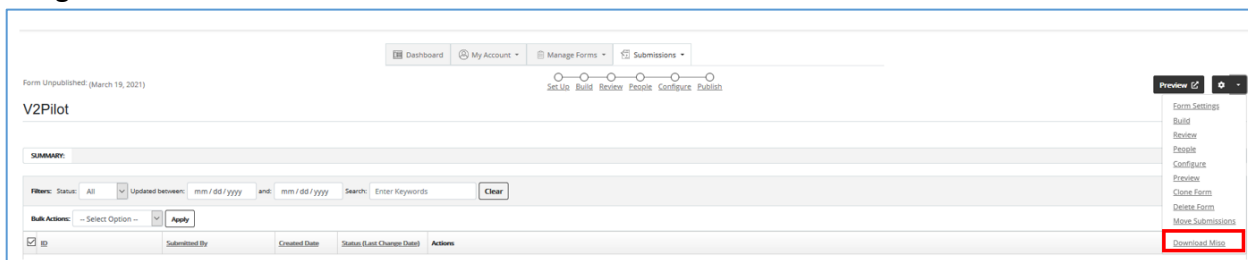 Dashboard My Account Manage Forms Submissions
Form Unpublished: (March 19, 2021)
Set Up Build Review People Configure Publish
Preview
V2Pilot
Form Settings
Build
Review
People
Configure
Preview
Clone Form
Delete Form
Move Submissions
Download Miso
SUMMARY:
Filters: Status: All Updated between: mm / dd / yyyy and: mm / dd / yyyy Search: Enter Keywords Clear
Bulk Actions: -- Select Option -- Apply
ID Submitted By Created Date Status (Last Change Date) Actions